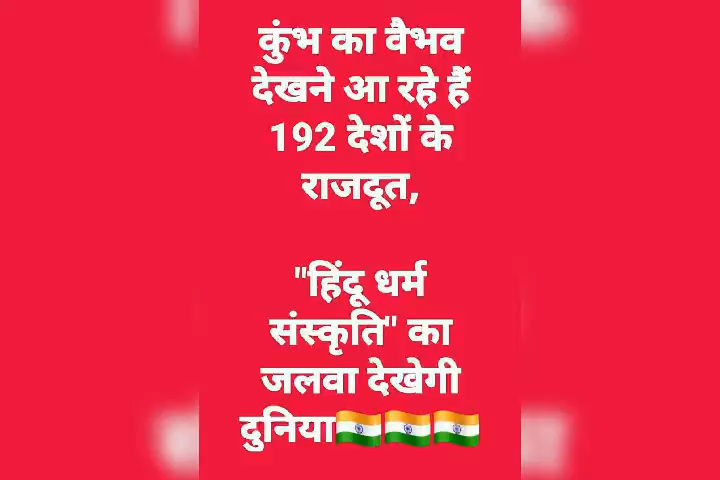 कुंभ का वैभव
देखने आ रहे हैं
192 देशों के
राजदूत,
"हिंदू धर्म
संस्कृति" का
जलवा देखेगी
दुनिया🇮🇳🇮🇳🇮🇳